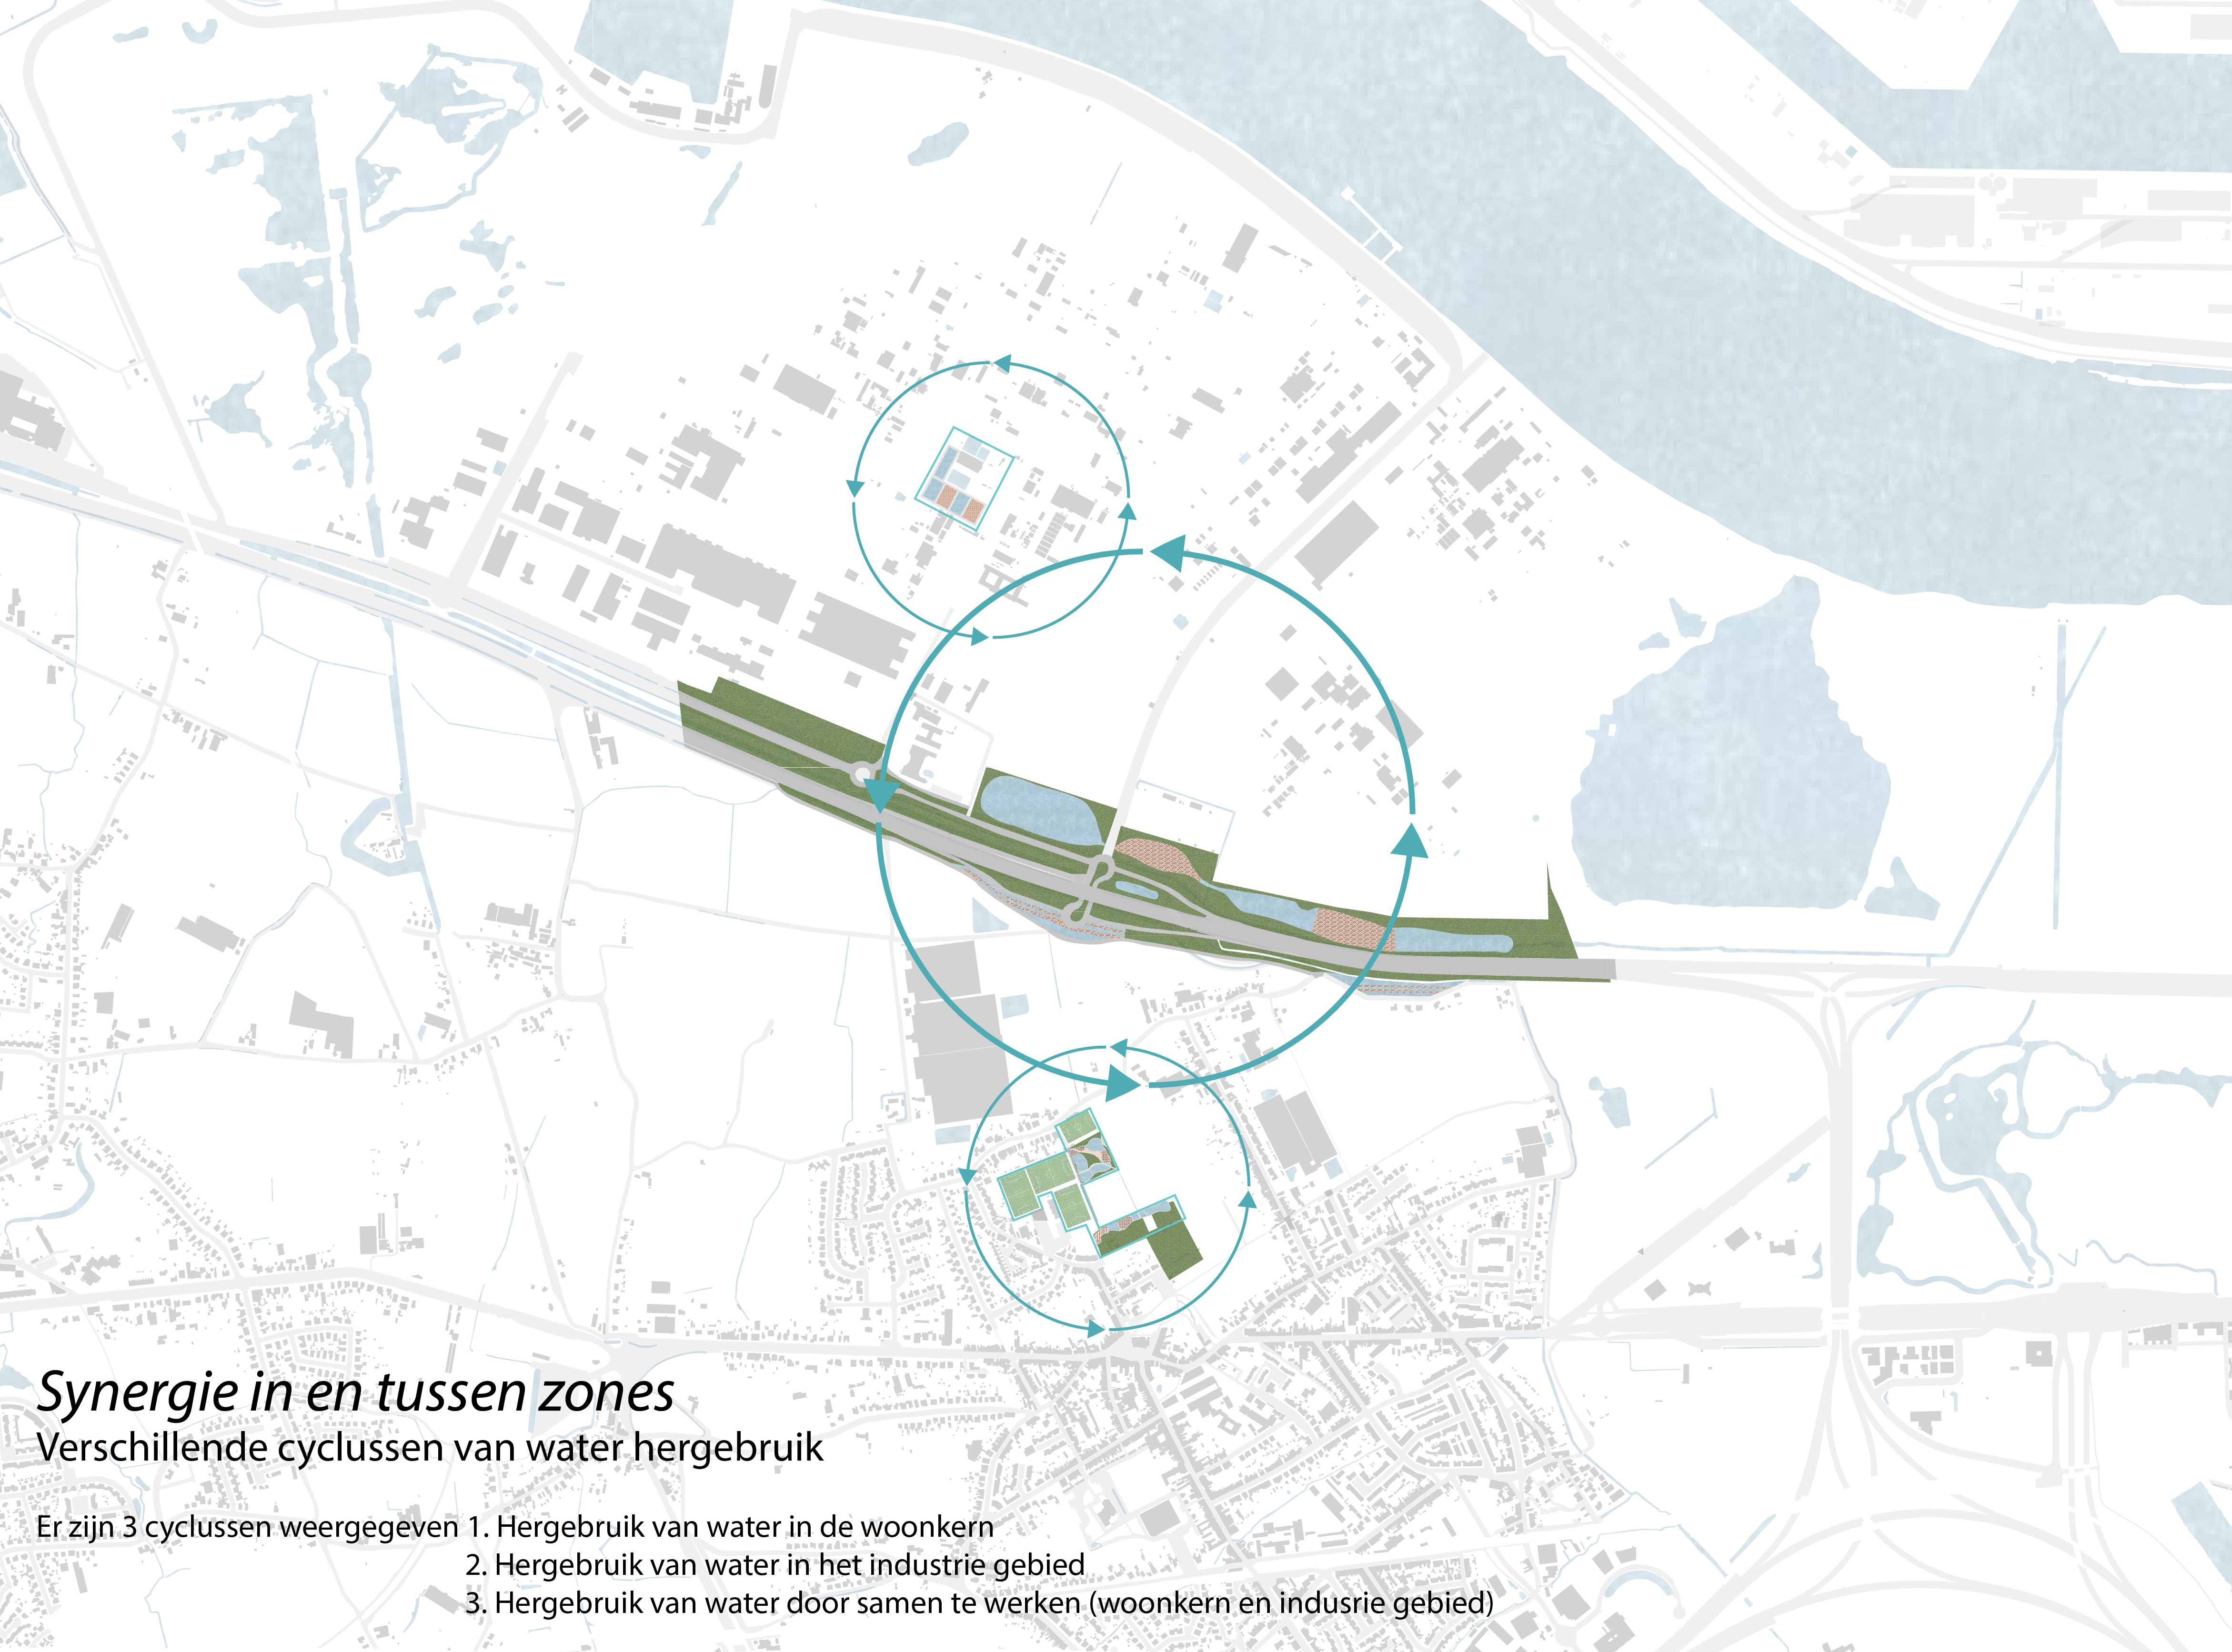 Synergie in en tussen zones
Verschillende cyclussen van water hergebruik
Er zijn 3 cyclussen weergegeven 1. Hergebruik van water in de woonkern
2. Hergebruik van water in het industrie gebied
3. Hergebruik van water door samen te werken (woonkern en indusrie gebied)